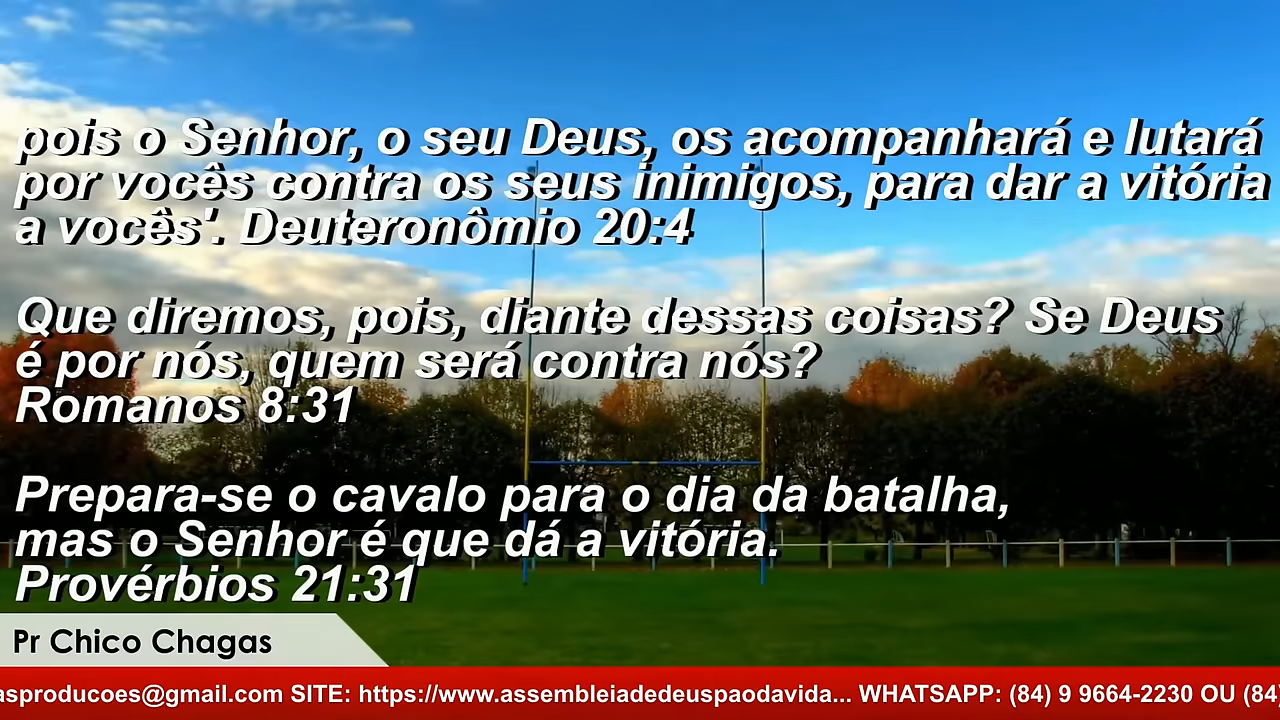 pois o Senhor, o seu Deus, os acompanhará e lutará
por vocês contra os seus inimigos, para dar a vitória
a vocês'. Deuteronômio 20:4
Que diremos, pois, diante dessas coisas? Se Deus
é por nós, quem será contra nós?
Romanos 8:31
Prepara-se o cavalo para o dia da batalha,
mas o Senhor é que dá a vitória.
Provérbios 21:31
Pr Chico Chagas
asproducoes@gmail.com SITE: https://www.assembleiadedeuspaodavida... WHATSAPP: (84) 9 9664-2230 OU (84)